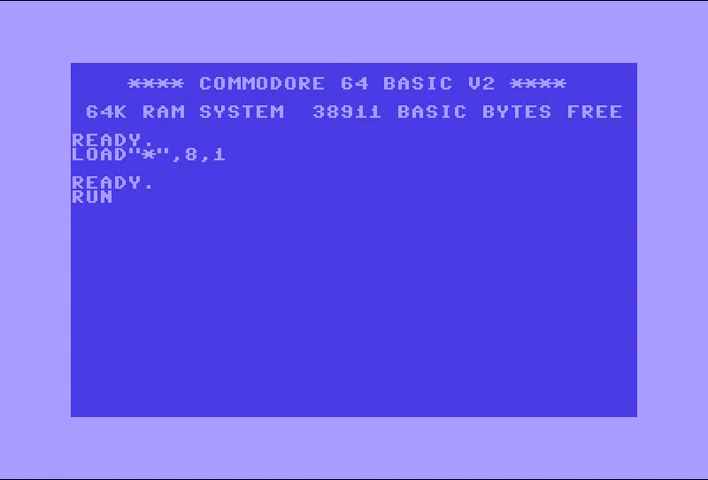 **** COMMODORE 64 BASIC V2 ****
64K RAM SYSTEM  38911 BASIC BYTES FREE
READY.
LOAD"*",8,1
READY.
RUN